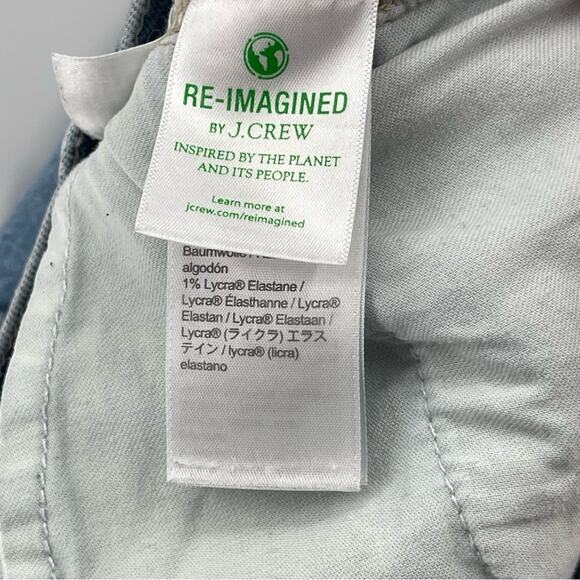 RE-IMAGINED
BY J.CREW
INSPIRED BY THE PLANET
AND ITS PEOPLE.
Learn more at
jcrew.com/reimagined
Baumwolle /
algodón
1% Lycra® Elastane /
Lycra® Élasthanne / Lycra®
Elastan / Lycra® Elastaan /
Lycra® (ライクラ) エラス
テイン / lycra® (licra)
elastano